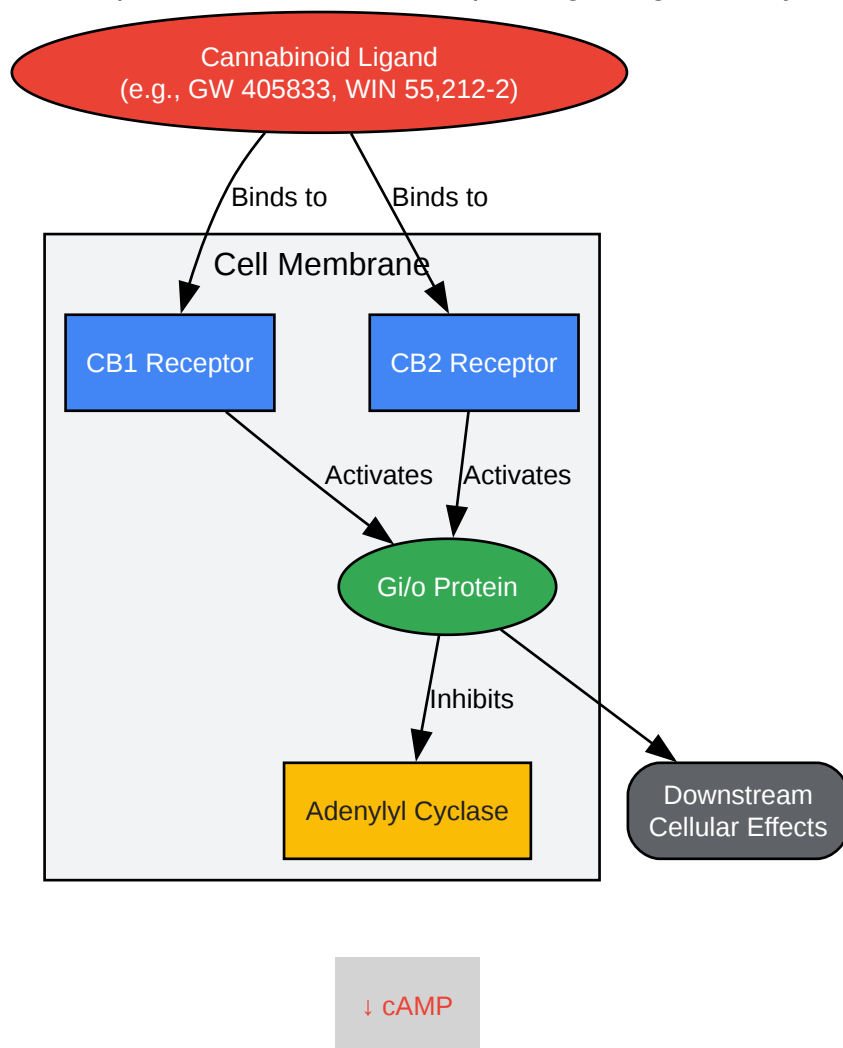 Cannabinoid Ligand
(e.g., GW 405833, WIN 55,212-2)
Binds to
Binds to
Cell Membrane
CB1 Receptor
CB2 Receptor
Activates
Activates
Gi/o Protein
Inhibits
Adenylyl Cyclase
Downstream
Cellular Effects
↓ cAMP